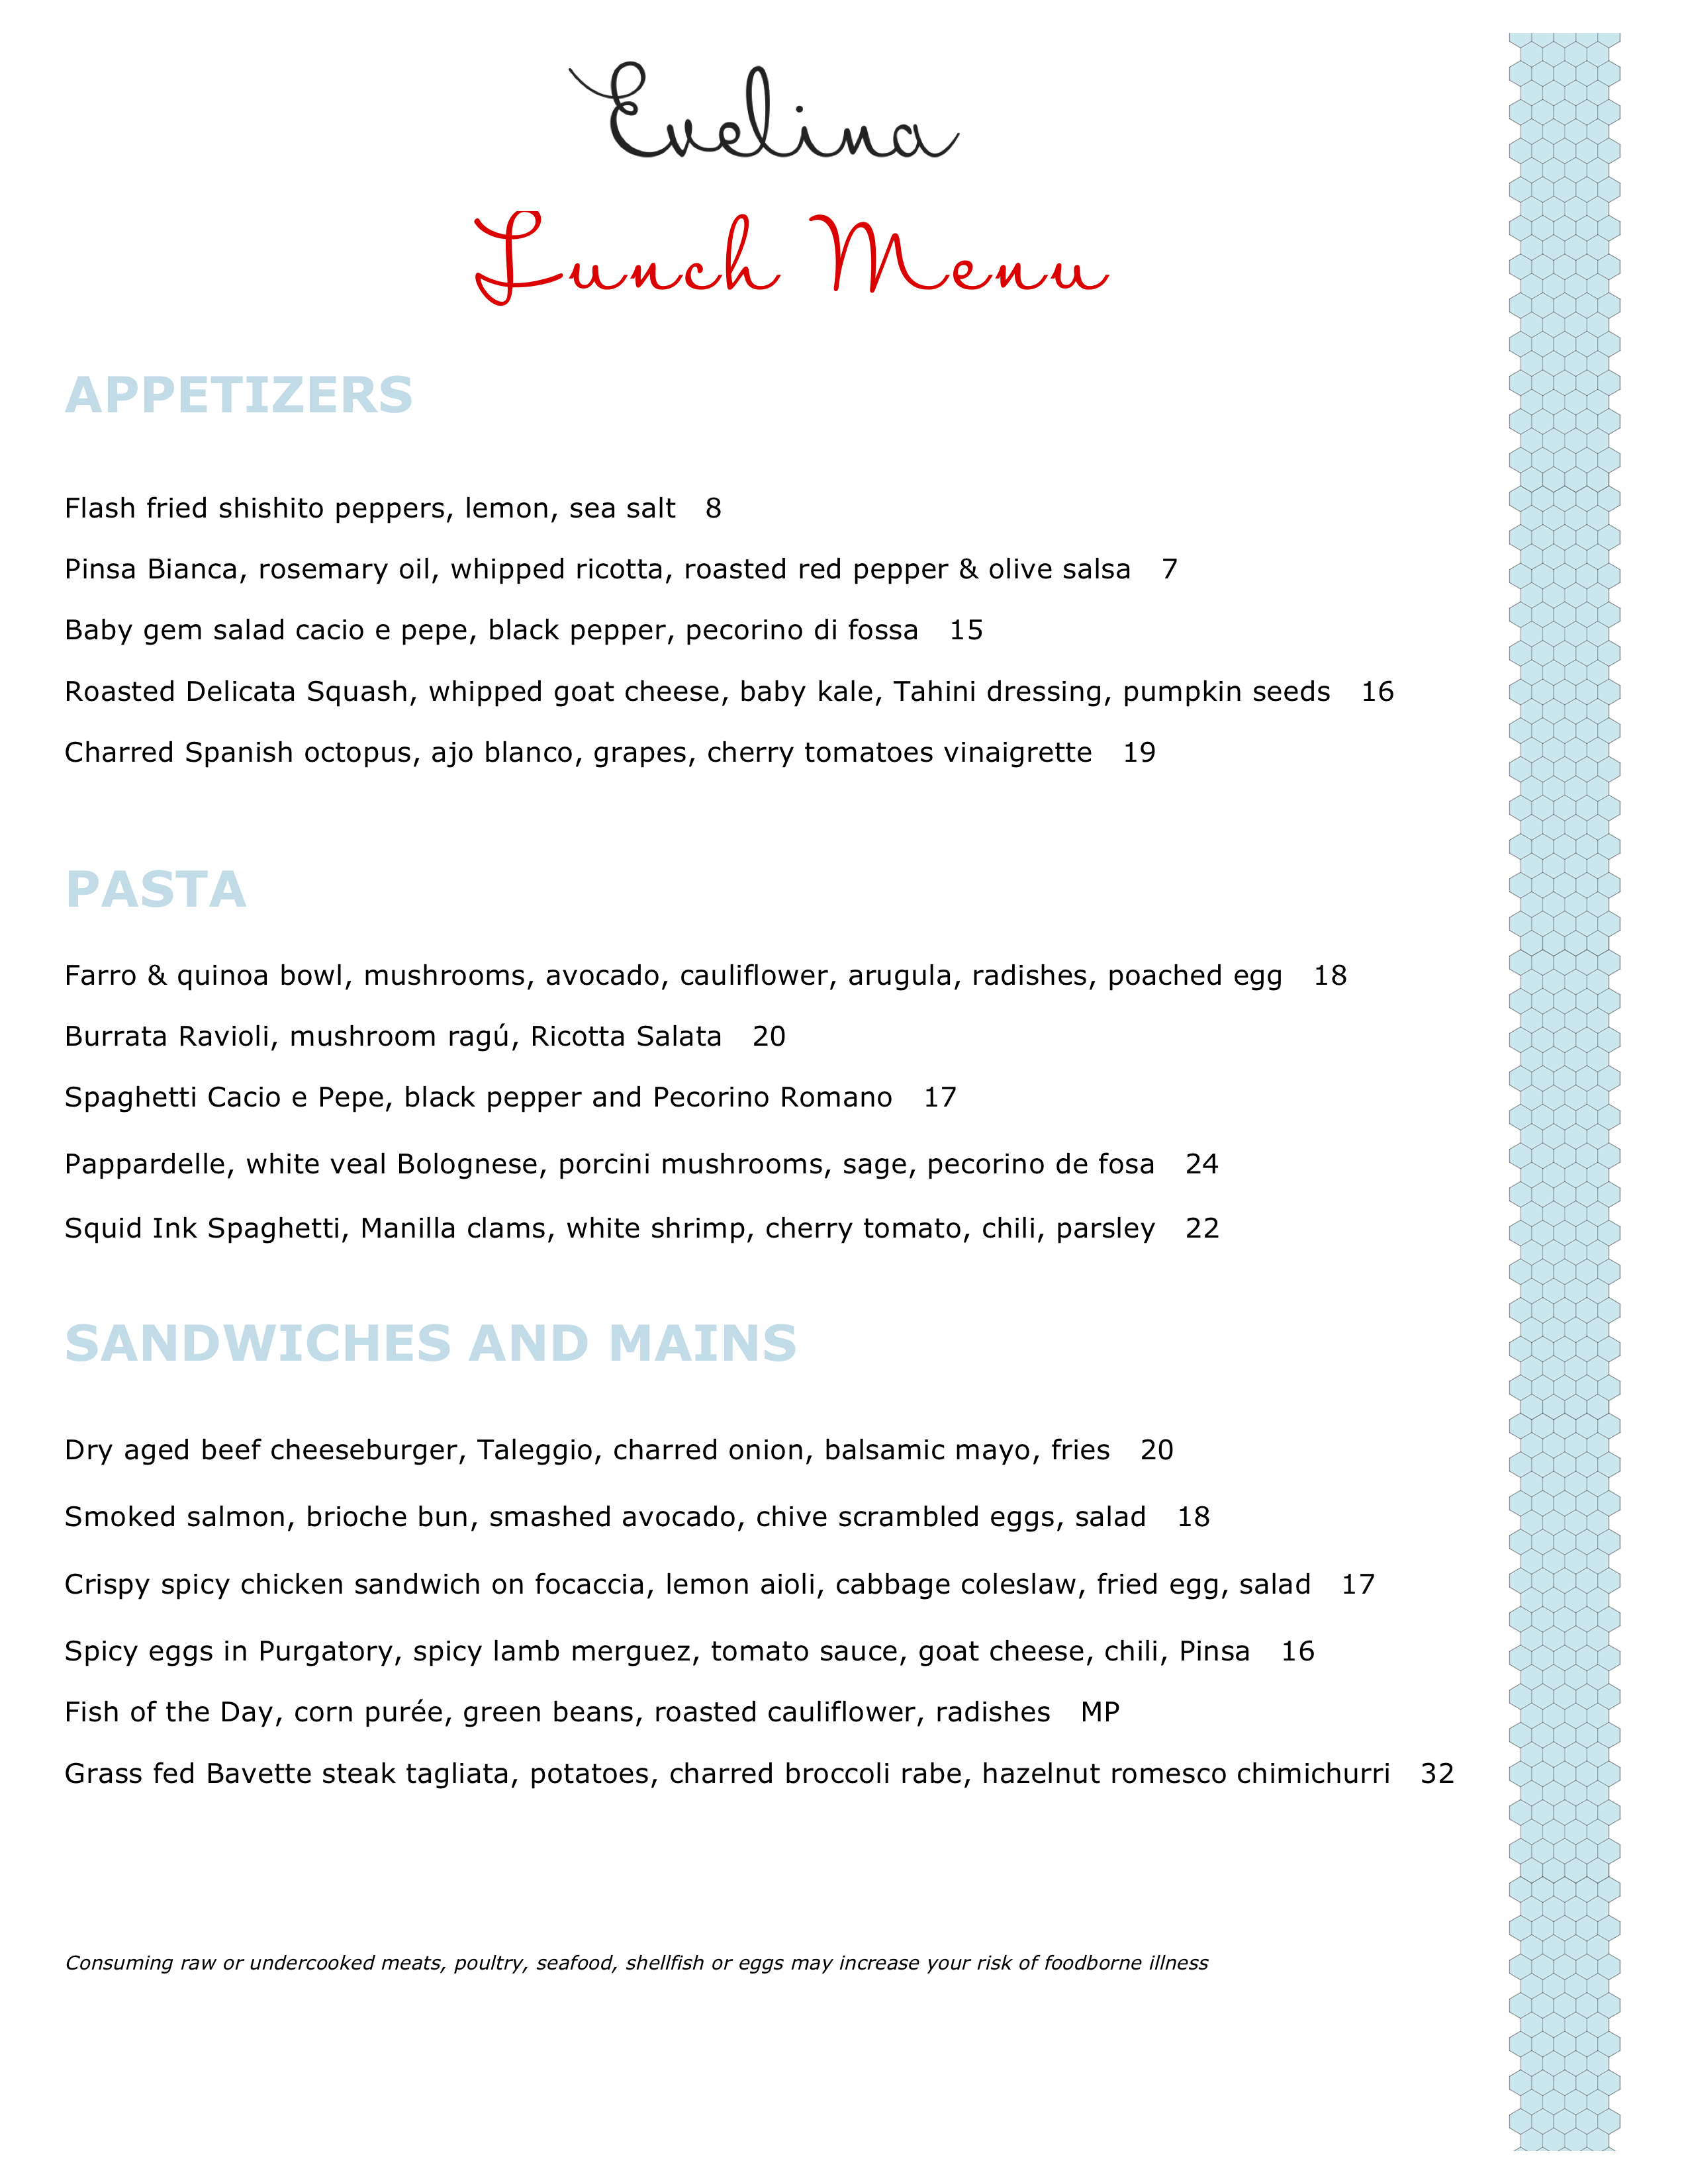 Evelina
Lunch Menu
APPETIZERS
Flash fried shishito peppers, lemon, sea salt 8
Pinsa Bianca, rosemary oil, whipped ricotta, roasted red pepper & olive salsa 7
Baby gem salad cacio e pepe, black pepper, pecorino di fossa 15
Roasted Delicata Squash, whipped goat cheese, baby kale, Tahini dressing, pumpkin seeds 16
Charred Spanish octopus, ajo blanco, grapes, cherry tomatoes vinaigrette 19
PASTA
Farro & quinoa bowl, mushrooms, avocado, cauliflower, arugula, radishes, poached egg 18
Burrata Ravioli, mushroom ragú, Ricotta Salata 20
Spaghetti Cacio e Pepe, black pepper and Pecorino Romano 17
Pappardelle, white veal Bolognese, porcini mushrooms, sage, pecorino de fosa 24
Squid Ink Spaghetti, Manilla clams, white shrimp, cherry tomato, chili, parsley 22
SANDWICHES AND MAINS
Dry aged beef cheeseburger, Taleggio, charred onion, balsamic mayo, fries 20
Smoked salmon, brioche bun, smashed avocado, chive scrambled eggs, salad 18
Crispy spicy chicken sandwich on focaccia, lemon aioli, cabbage coleslaw, fried egg, salad 17
Spicy eggs in Purgatory, spicy lamb merguez, tomato sauce, goat cheese, chili, Pinsa 16
Fish of the Day, corn purée, green beans, roasted cauliflower, radishes MP
Grass fed Bavette steak tagliata, potatoes, charred broccoli rabe, hazelnut romesco chimichurri 32
Consuming raw or undercooked meats, poultry, seafood, shellfish or eggs may increase your risk of foodborne illness